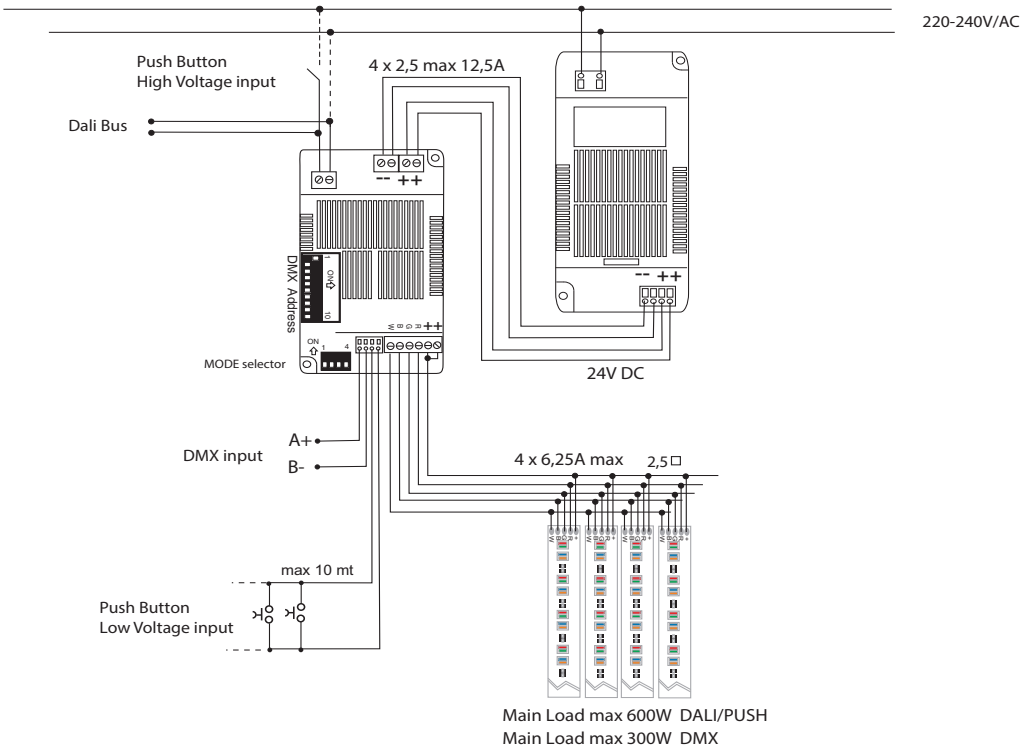 220-240V/AC
Push Button
High Voltage input
4 x 2,5 max 12,5A
Dali Bus
-- ++
DMX Address
1
ON
10
-- ++
W B G R ++
ON
1 4
MODE selector
24V DC
A+
DMX input
B-
4 x 6,25A max 2,5
max 10 mt
Push Button
Low Voltage input
W B G R +
W B G R +
W B G R +
W B G R +
Main Load max 600W DALI/PUSH
Main Load max 300W DMX